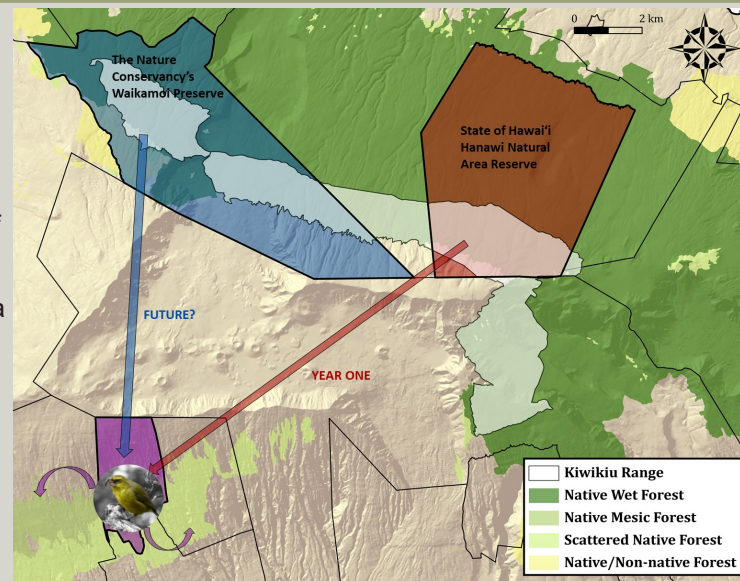 0 2 km
The Nature
Conservancy's
Waikamoi Preserve
State of Hawai'i
Hanawi Natural
Area Reserve
FUTURE?
YEAR ONE
a
Kiwikiu Range
Native Wet Forest
Native Mesic Forest
Scattered Native Forest
Native/Non-native Forest